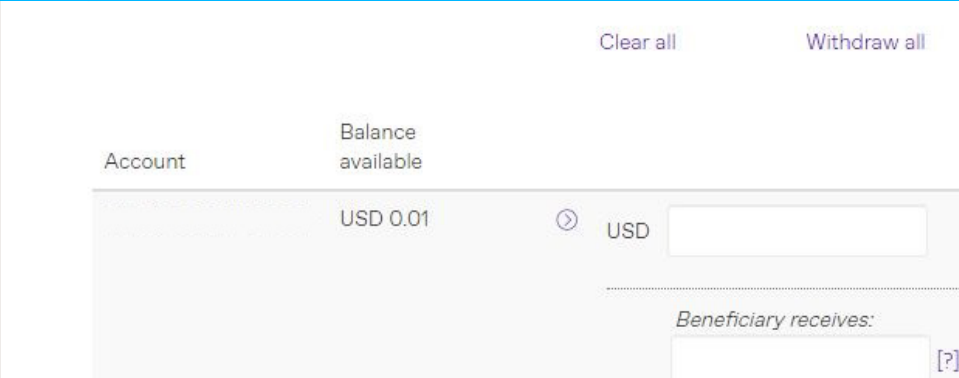 Clear all Withdraw all
Balance
Account available
USD 0.01
USD
Beneficiary receives:
[?]